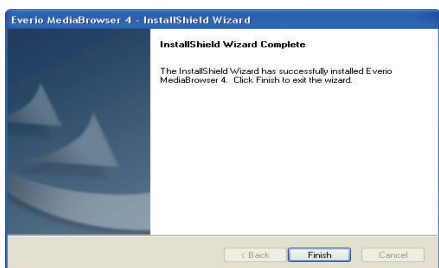 Everio MediaBrowser 4 - InstallShield Wizard
InstallShield Wizard Complete
The InstallShield Wizard has successfully installed Everio
MediaBrowser 4. Click Finish to exit the wizard.
< Back Finish Cancel